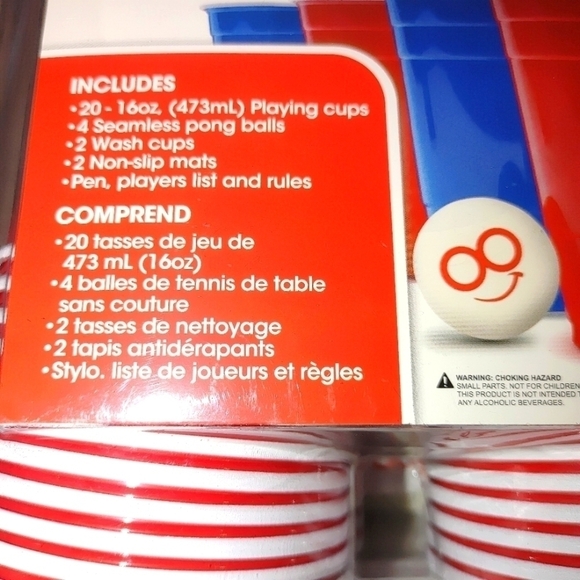 INCLUDES
•20 - 16oz, (473mL) Playing cups
•4 Seamless pong balls
•2 Wash cups
•2 Non-slip mats
•Pen, players list and rules
COMPREND
•20 tasses de jeu de
473 mL (16oz)
•4 balles de tennis de table
sans couture
•2 tasses de nettoyage
•2 tapis antidérapants
•Stylo. liste de joueurs et règles
WARNING: CHOKING HAZARD
SMALL PARTS. NOT FOR CHILDREN
THIS PRODUCT IS NOT INTENDED T
ANY ALCOHOLIC BEVERAGES.